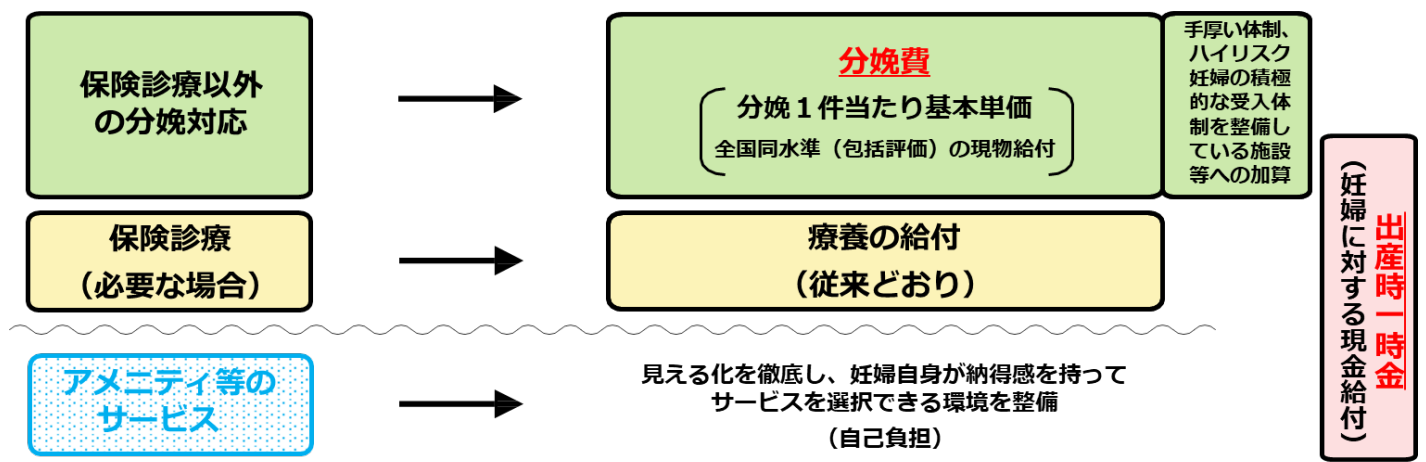 保険診療以外
の分娩対応
分娩費
分娩１件当たり基本単価
全国同水準（包括評価）の現物給付
手厚い体制、
ハイリスク
妊婦の積極
的な受入体
制を整備し
ている施設
等への加算
保険診療
（必要な場合）
療養の給付
（従来どおり）
アメニティ等の
サービス
見える化を徹底し、妊婦自身が納得感を持って
サービスを選択できる環境を整備
（自己負担）
出産時一時金
（妊婦に対する現金給付）